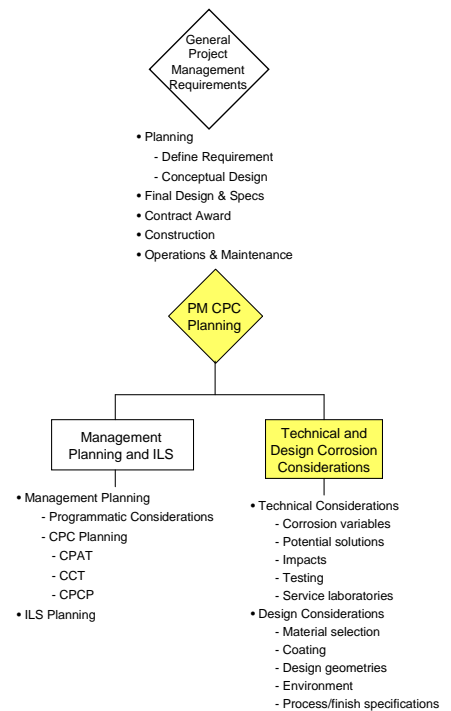 General
Project
Management
Requirements
• Planning
- Define Requirement
- Conceptual Design
• Final Design & Specs
• Contract Award
• Construction
• Operations & Maintenance
PM CPC
Planning
Management
Planning and ILS
• Management Planning
- Programmatic Considerations
- CPC Planning
- CPAT
- CCT
- CPCP
• ILS Planning
Technical and
Design Corrosion
Considerations
• Technical Considerations
- Corrosion variables
- Potential solutions
- Impacts
- Testing
- Service laboratories
• Design Considerations
- Material selection
- Coating
- Design geometries
- Environment
- Process/finish specifications